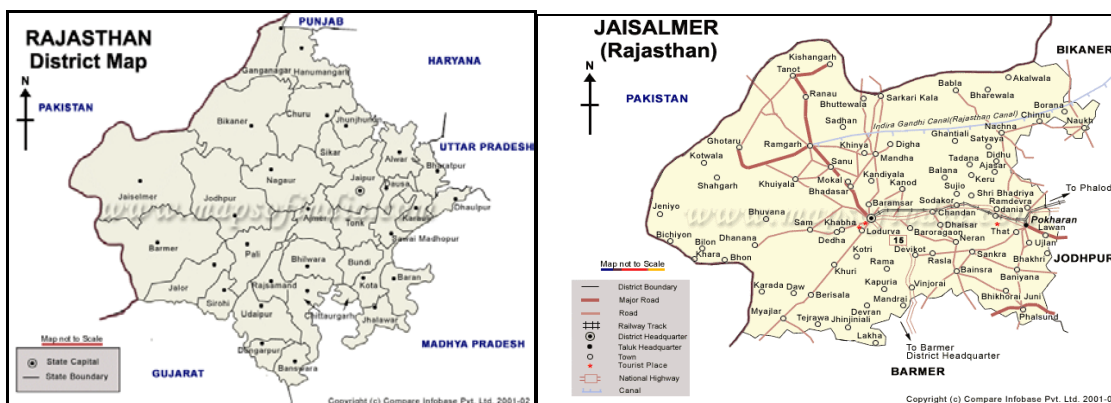 RAJASTHAN
District Map
N
PUNJAB
HARYANA
PAKISTAN
UTTAR PRADESH
MADHYA PRADESH
GUJARAT
Ganganagar
Hanumangarh
Bikaner
Churu
Jhunjhunun
Sikar
Alwar
Bharatpur
Nagaur
Jaipur
Dausa
Jaiselmer
Jodhpur
Dhaulpur
Ajmer
Tonk
Karauli
Sawai Madhopur
Barmer
Pali
Bhilwara
Bundi
Baran
Kota
Jalor
Sirohi
Rajsamand
Chittaurgarh
Jhalawar
Udaipur
Dungarpur
Banswara
Map not to Scale
State Capital
State Boundary
Copyright (c) Compare Infobase Pvt. Ltd. 2001-02
JAISALMER
(Rajasthan)
N
PAKISTAN
BIKANER
JODHPUR
BARMER
Kishangarh
Tanot
Ranau
Bhuttewala
Sarkari Kala
Babla
Akalwala
Bharewala
Borana
Chinnu
Naukh
Indira Gandhi Canal(Rajasthan Canal)
Sadhan
Ghantiali
Nachna
Satyaya
Ghotaru
Ramgarh
Khinya
Digha
Mandha
Didhu
Kotwala
Sanu
Tadana
Ajasar
Shahgarh
Khuiyala
Mokal
Kandiyala
Balana
Keru
Bhadasar
Kanod
Sujio
Shri Bhadriya
To Phalod
Jeniyo
Bhuvana
Baramsar
Sodakor
Ramdevra
Chandan
Odania
Pokharan
Sam
Khabha
Lodurva
Dhaisar
That
Lawan
Bichiyon
Dedha
Baroragaon
Neran
Ujlan
Bilon
Dhanana
15
Kotri
Devikot
Sankra
Bhakhri
Khara
Bhon
Khuri
Rama
Rasla
Bainsra
Baniyana
Karada
Daw
Kapuria
Vinjorai
Bhikhorai Juni
Berisala
Mandrai
Myajlar
Devran
Phalsund
Tejrawa
Jhinjiniali
Lakha
To Barmer
District Headquarter
Map not to Scale
District Boundary
Major Road
Road
Railway Track
District Headquarter
Taluk Headquarter
Town
Tourist Place
National Highway
Canal
Copyright (c) Compare Infobase Pvt. Ltd. 2001-0